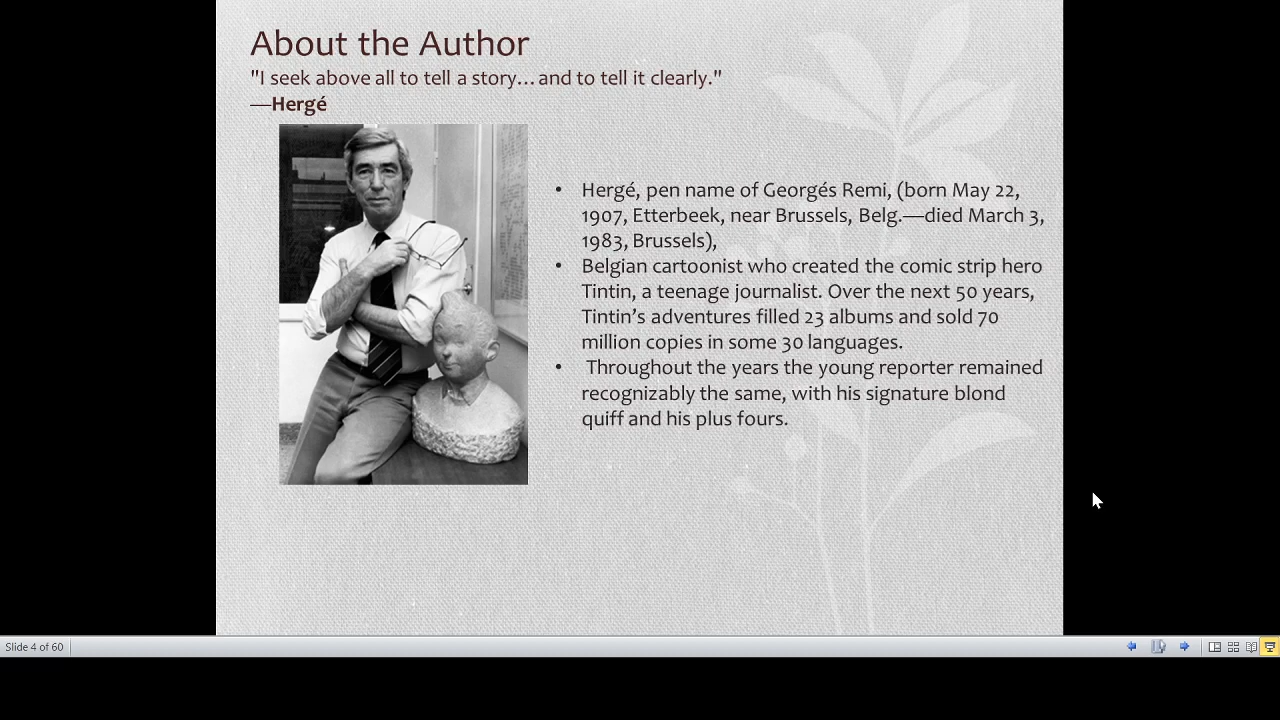 About the Author
"I seek above all to tell a story…and to tell it clearly."
—Hergé
• Hergé, pen name of Georgés Remi, (born May 22,
1907, Etterbeek, near Brussels, Belg.—died March 3,
1983, Brussels),
• Belgian cartoonist who created the comic strip hero
Tintin, a teenage journalist. Over the next 50 years,
Tintin’s adventures filled 23 albums and sold 70
million copies in some 30 languages.
• Throughout the years the young reporter remained
recognizably the same, with his signature blond
quiff and his plus fours.
Slide 4 of 60